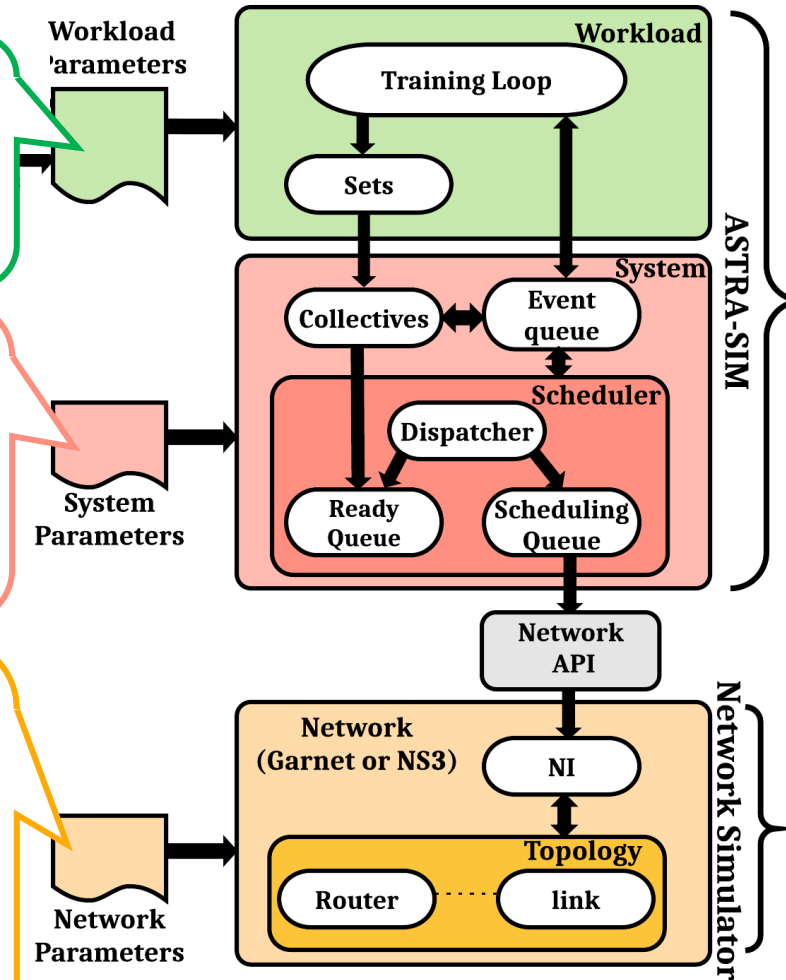 Workload
Parameters
Workload
Training Loop
Sets
ASTRA-SIM
System
Collectives
Event
queue
Scheduler
Dispatcher
Ready
Queue
Scheduling
Queue
System
Parameters
Network
API
Network
(Garnet or NS3)
NI
Network Simulator
Topology
Router
link
Network
Parameters